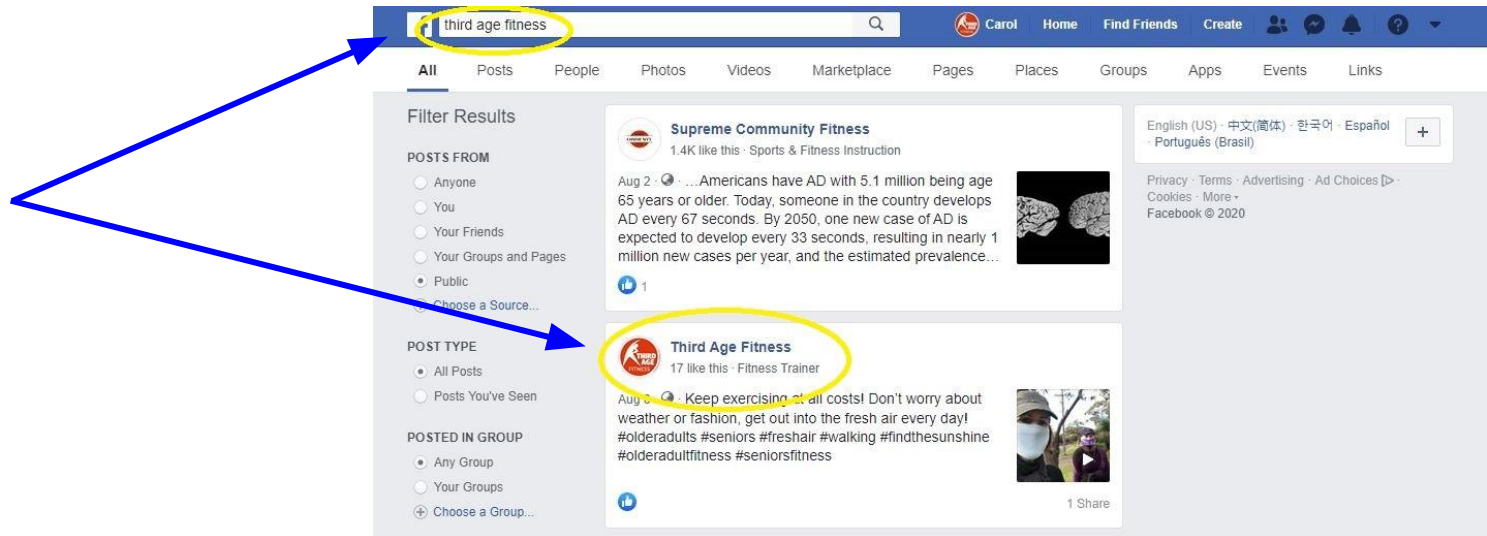 third age fitness
Carol Home Find Friends Create
All Posts People Photos Videos Marketplace Pages Places Groups Apps Events Links
Filter Results
POSTS FROM
Anyone
You
Your Friends
Your Groups and Pages
Public
Choose a Source...
POST TYPE
All Posts
Posts You've Seen
POSTED IN GROUP
Any Group
Your Groups
Choose a Group...
Supreme Community Fitness
1.4K like this · Sports & Fitness Instruction
Aug 2 · …Americans have AD with 5.1 million being age
65 years or older. Today, someone in the country develops
AD every 67 seconds. By 2050, one new case of AD is
expected to develop every 33 seconds, resulting in nearly 1
million new cases per year, and the estimated prevalence…
1
THIRD
AGE
FITNESS
Third Age Fitness
17 like this · Fitness Trainer
Aug · Keep exercising at all costs! Don't worry about
weather or fashion, get out into the fresh air every day!
#olderadults #seniors #freshair #walking #findthesunshine
#olderadultfitness #seniorsfitness
1 Share
English (US) · 中文(简体) · 한국어 · Español
· Português (Brasil)
Privacy · Terms · Advertising · Ad Choices ·
Cookies · More
Facebook © 2020